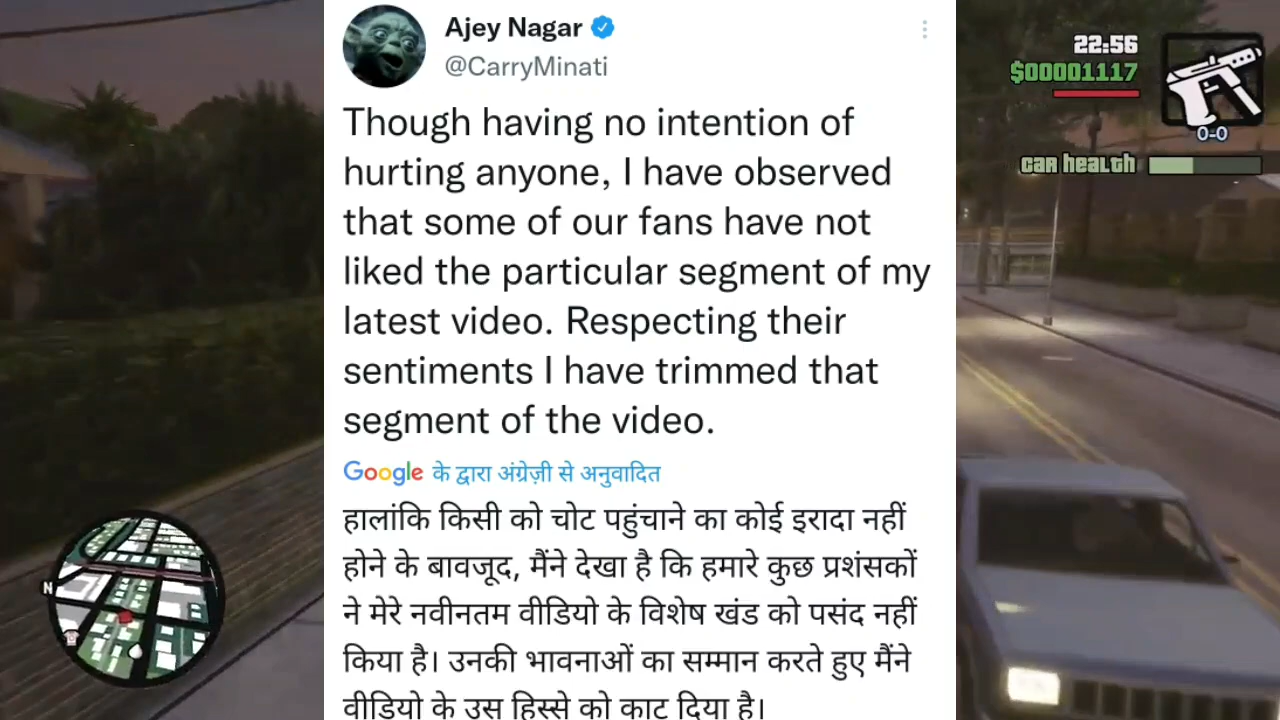 Ajey Nagar
@CarryMinati
Though having no intention of
hurting anyone, I have observed
that some of our fans have not
liked the particular segment of my
latest video. Respecting their
sentiments I have trimmed that
segment of the video.
Google के द्वारा अंग्रेज़ी से अनुवादित
हालांकि किसी को चोट पहुंचाने का कोई इरादा नहीं
होने के बावजूद, मैंने देखा है कि हमारे कुछ प्रशंसकों
ने मेरे नवीनतम वीडियो के विशेष खंड को पसंद नहीं
किया है। उनकी भावनाओं का सम्मान करते हुए मैंने
वीडियो के उस हिस्से को काट दिया है।
22:56
$00001117
0-0
car health
N